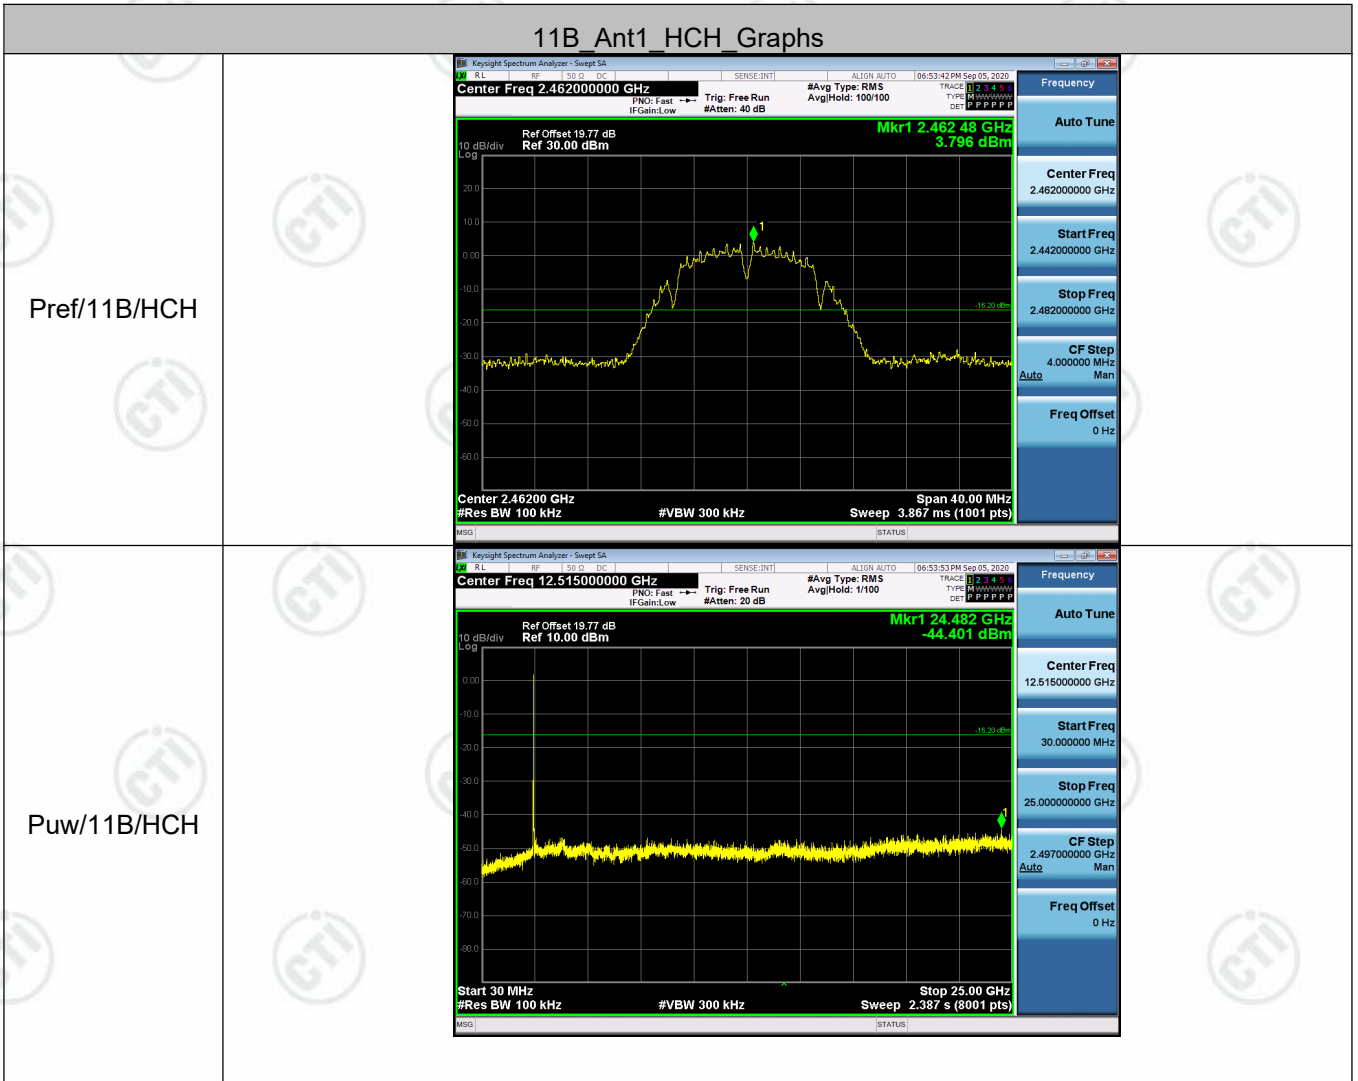 11B_Ant1_HCH_Graphs
Pref/11B/HCH
Keysight Spectrum Analyzer - Swept SA
RL RF 50 Ω DC SENSE:INT ALIGN AUTO 06:53:42 PM Sep 05, 2020
Center Freq 2.462000000 GHz
PNO: Fast
IFGain:Low
Trig: Free Run
#Atten: 40 dB
#Avg Type: RMS
Avg|Hold: 100/100
TRACE 1 2 3 4 5 6
TYPE M W W W W W
DET P P P P P P
Mkr1 2.462 48 GHz
3.796 dBm
Ref Offset 19.77 dB
10 dB/div Ref 30.00 dBm
Log
1
20.0
10.0
0.00
-10.0
-16.20 dBm
-20.0
-30.0
-40.0
-50.0
-60.0
Center 2.46200 GHz Span 40.00 MHz
#Res BW 100 kHz #VBW 300 kHz Sweep 3.867 ms (1001 pts)
MSG STATUS
Frequency
Auto Tune
Center Freq
2.462000000 GHz
Start Freq
2.442000000 GHz
Stop Freq
2.482000000 GHz
CF Step
4.000000 MHz
Auto Man
Freq Offset
0 Hz
Puw/11B/HCH
Keysight Spectrum Analyzer - Swept SA
RL RF 50 Ω DC SENSE:INT ALIGN AUTO 06:53:53 PM Sep 05, 2020
Center Freq 12.515000000 GHz
PNO: Fast
IFGain:Low
Trig: Free Run
#Atten: 20 dB
#Avg Type: RMS
Avg|Hold: 1/100
TRACE 1 2 3 4 5 6
TYPE M W W W W W
DET P P P P P P
Mkr1 24.482 GHz
-44.401 dBm
Ref Offset 19.77 dB
10 dB/div Ref 10.00 dBm
Log
0.00
-10.0
-16.20 dBm
-20.0
-30.0
-40.0
1
-50.0
-60.0
-70.0
-80.0
Start 30 MHz Stop 25.00 GHz
#Res BW 100 kHz #VBW 300 kHz Sweep 2.387 s (8001 pts)
MSG STATUS
Frequency
Auto Tune
Center Freq
12.515000000 GHz
Start Freq
30.000000 MHz
Stop Freq
25.000000000 GHz
CF Step
2.497000000 GHz
Auto Man
Freq Offset
0 Hz
CTI
CTI
CTI
CTI
CTI
CTI
CTI
CTI